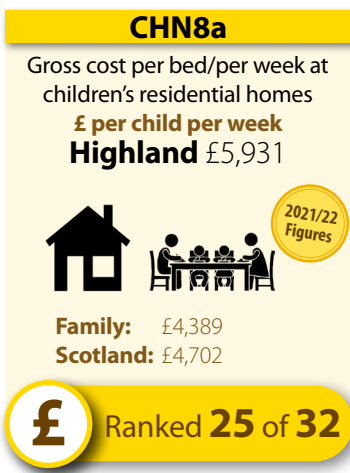 CHN8a
Gross cost per bed/per week at
children’s residential homes
£ per child per week
Highland £5,931
2021/22
Figures
Family: £4,389
Scotland: £4,702
£ Ranked 25 of 32